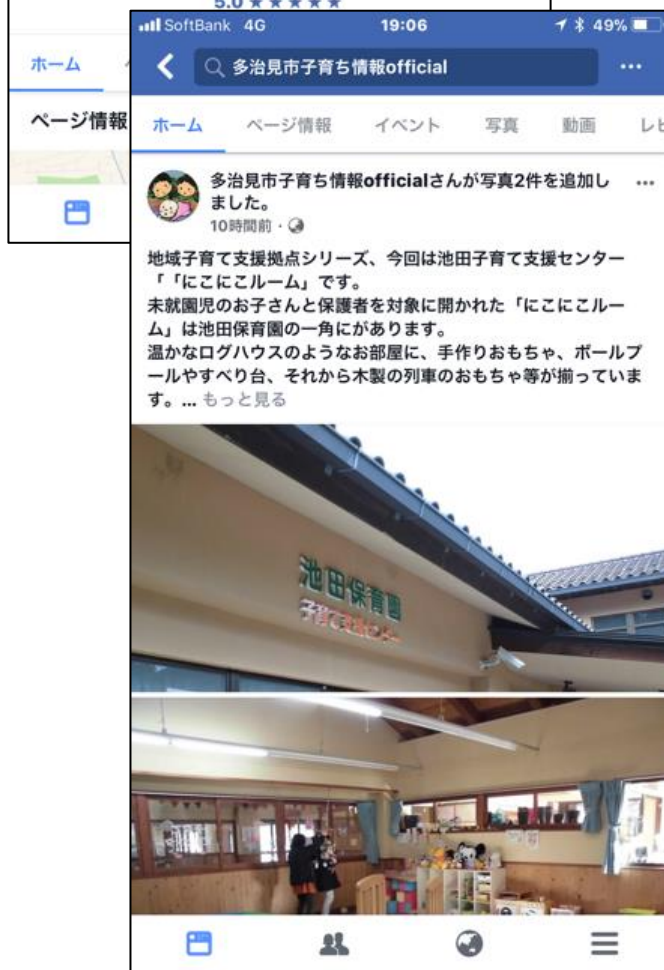 5.0 ★★★★★
ホーム
ページ情報
SoftBank 4G 19:06 49%
多治見市子育ち情報official
ホーム ページ情報 イベント 写真 動画 レビ
多治見市子育ち情報officialさんが写真2件を追加し
ました。
10時間前・
地域子育て支援拠点シリーズ、今回は池田子育て支援センター
「「にこにこルーム」です。
未就園児のお子さんと保護者を対象に開かれた「にこにこルー
ム」は池田保育園の一角にがあります。
温かなログハウスのようなお部屋に、手作りおもちゃ、ボールプ
ールやすべり台、それから木製の列車のおもちゃ等が揃っていま
す。... もっと見る
池田保育園
子育て支援センター